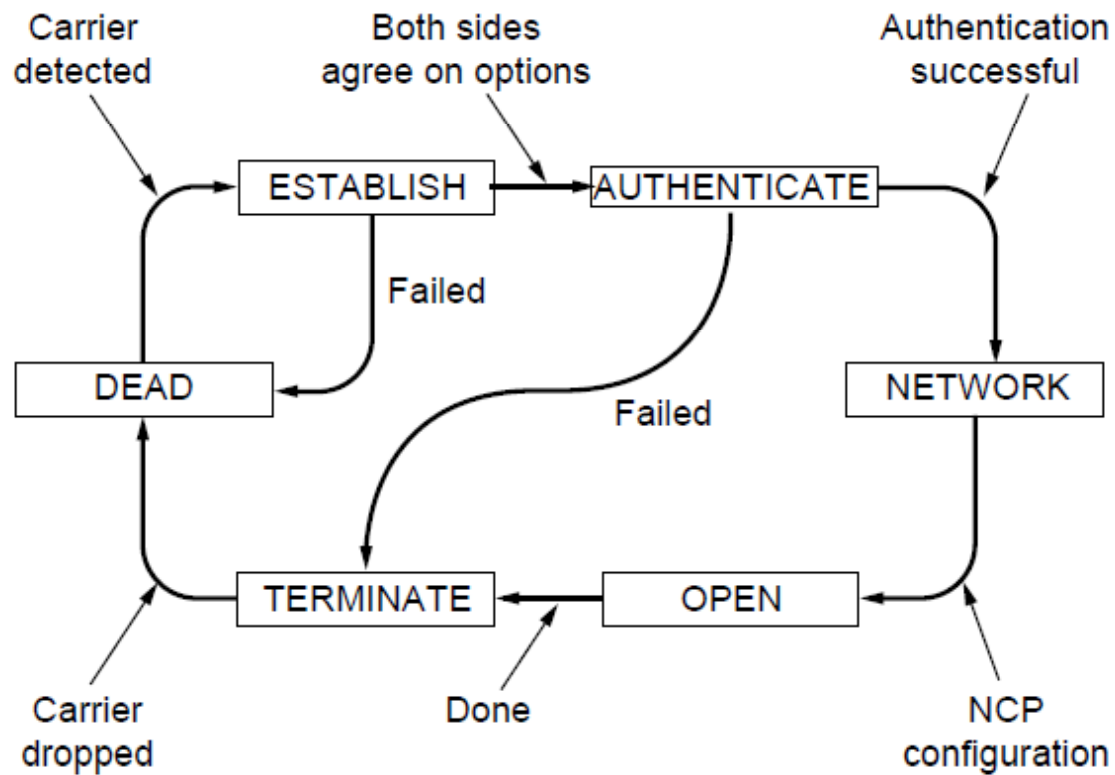 Carrier
detected
Both sides
agree on options
Authentication
successful
ESTABLISH
AUTHENTICATE
Failed
DEAD
NETWORK
Failed
TERMINATE
OPEN
Carrier
dropped
Done
NCP
configuration